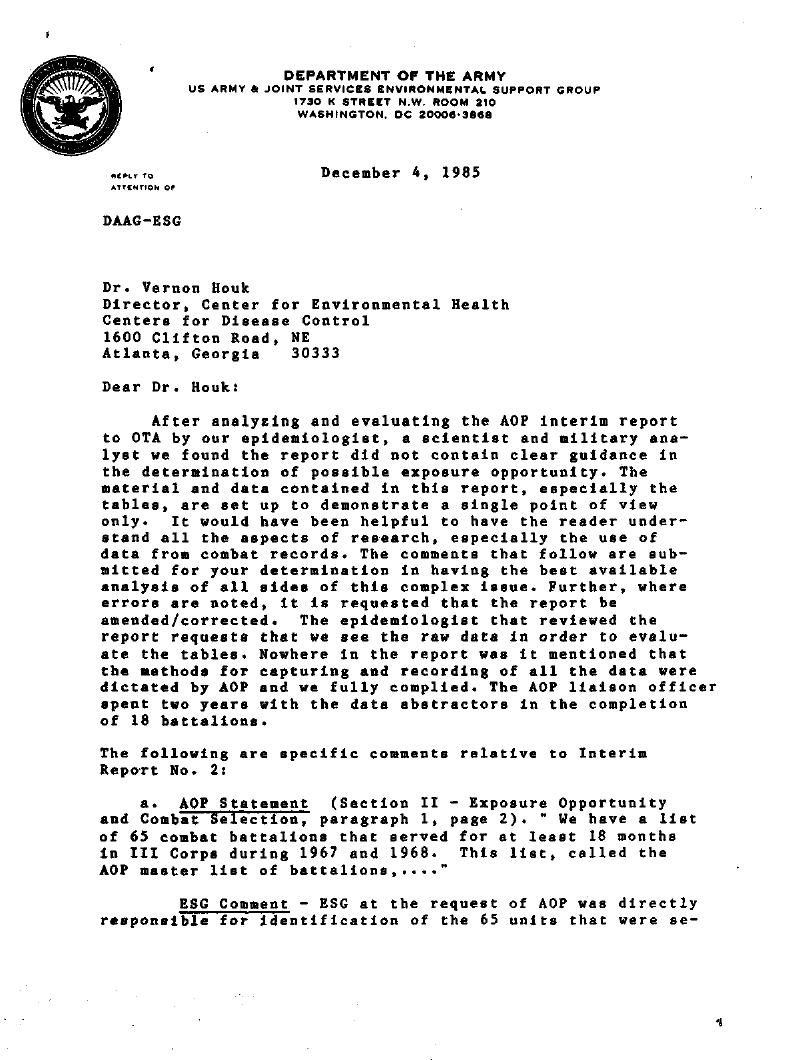 DEPARTMENT OF THE ARMY
US ARMY & JOINT SERVICES ENVIRONMENTAL SUPPORT GROUP
1730 K STREET N.W. ROOM 210
WASHINGTON, DC 20006-3868
REPLY TO
ATTENTION OF
December 4, 1985
DAAG-ESG
Dr. Vernon Houk
Director, Center for Environmental Health
Centers for Disease Control
1600 Clifton Road, NE
Atlanta, Georgia 30333
Dear Dr. Houk:
After analyzing and evaluating the AOP interim report
to OTA by our epidemiologist, a scientist and military ana-
lyst we found the report did not contain clear guidance in
the determination of possible exposure opportunity. The
material and data contained in this report, especially the
tables, are set up to demonstrate a single point of view
only. It would have been helpful to have the reader under-
stand all the aspects of research, especially the use of
data from combat records. The comments that follow are sub-
mitted for your determination in having the best available
analysis of all sides of this complex issue. Further, where
errors are noted, it is requested that the report be
amended/corrected. The epidemiologist that reviewed the
report requests that we see the raw data in order to evalu-
ate the tables. Nowhere in the report was it mentioned that
the methods for capturing and recording of all the data were
dictated by AOP and we fully complied. The AOP liaison officer
spent two years with the data abstractors in the completion
of 18 battalions.
The following are specific comments relative to Interim
Report No. 2:
a. AOP Statement (Section II - Exposure Opportunity
and Combat Selection, paragraph 1, page 2). " We have a list
of 65 combat battalions that served for at least 18 months
in III Corps during 1967 and 1968. This list, called the
AOP master list of battalions,...."
ESG Comment - ESG at the request of AOP was directly
responsible for identification of the 65 units that were se-